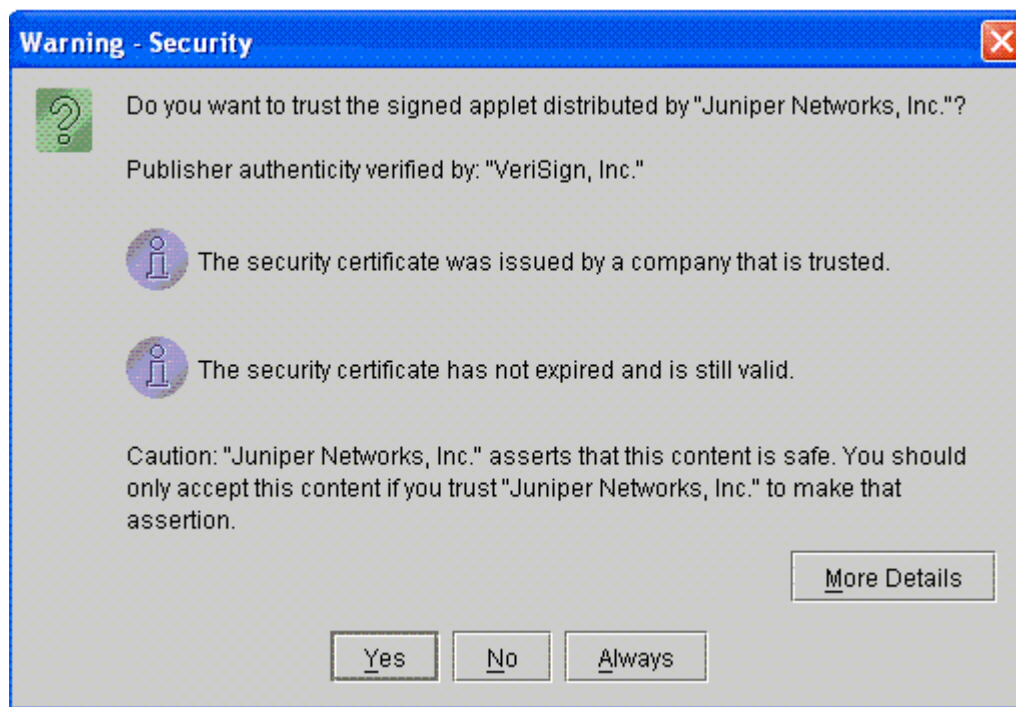 Warning - Security
Do you want to trust the signed applet distributed by "Juniper Networks, Inc."?
Publisher authenticity verified by: "VeriSign, Inc."
The security certificate was issued by a company that is trusted.
The security certificate has not expired and is still valid.
Caution: "Juniper Networks, Inc." asserts that this content is safe. You should
only accept this content if you trust "Juniper Networks, Inc." to make that
assertion.
More Details
Yes No Always